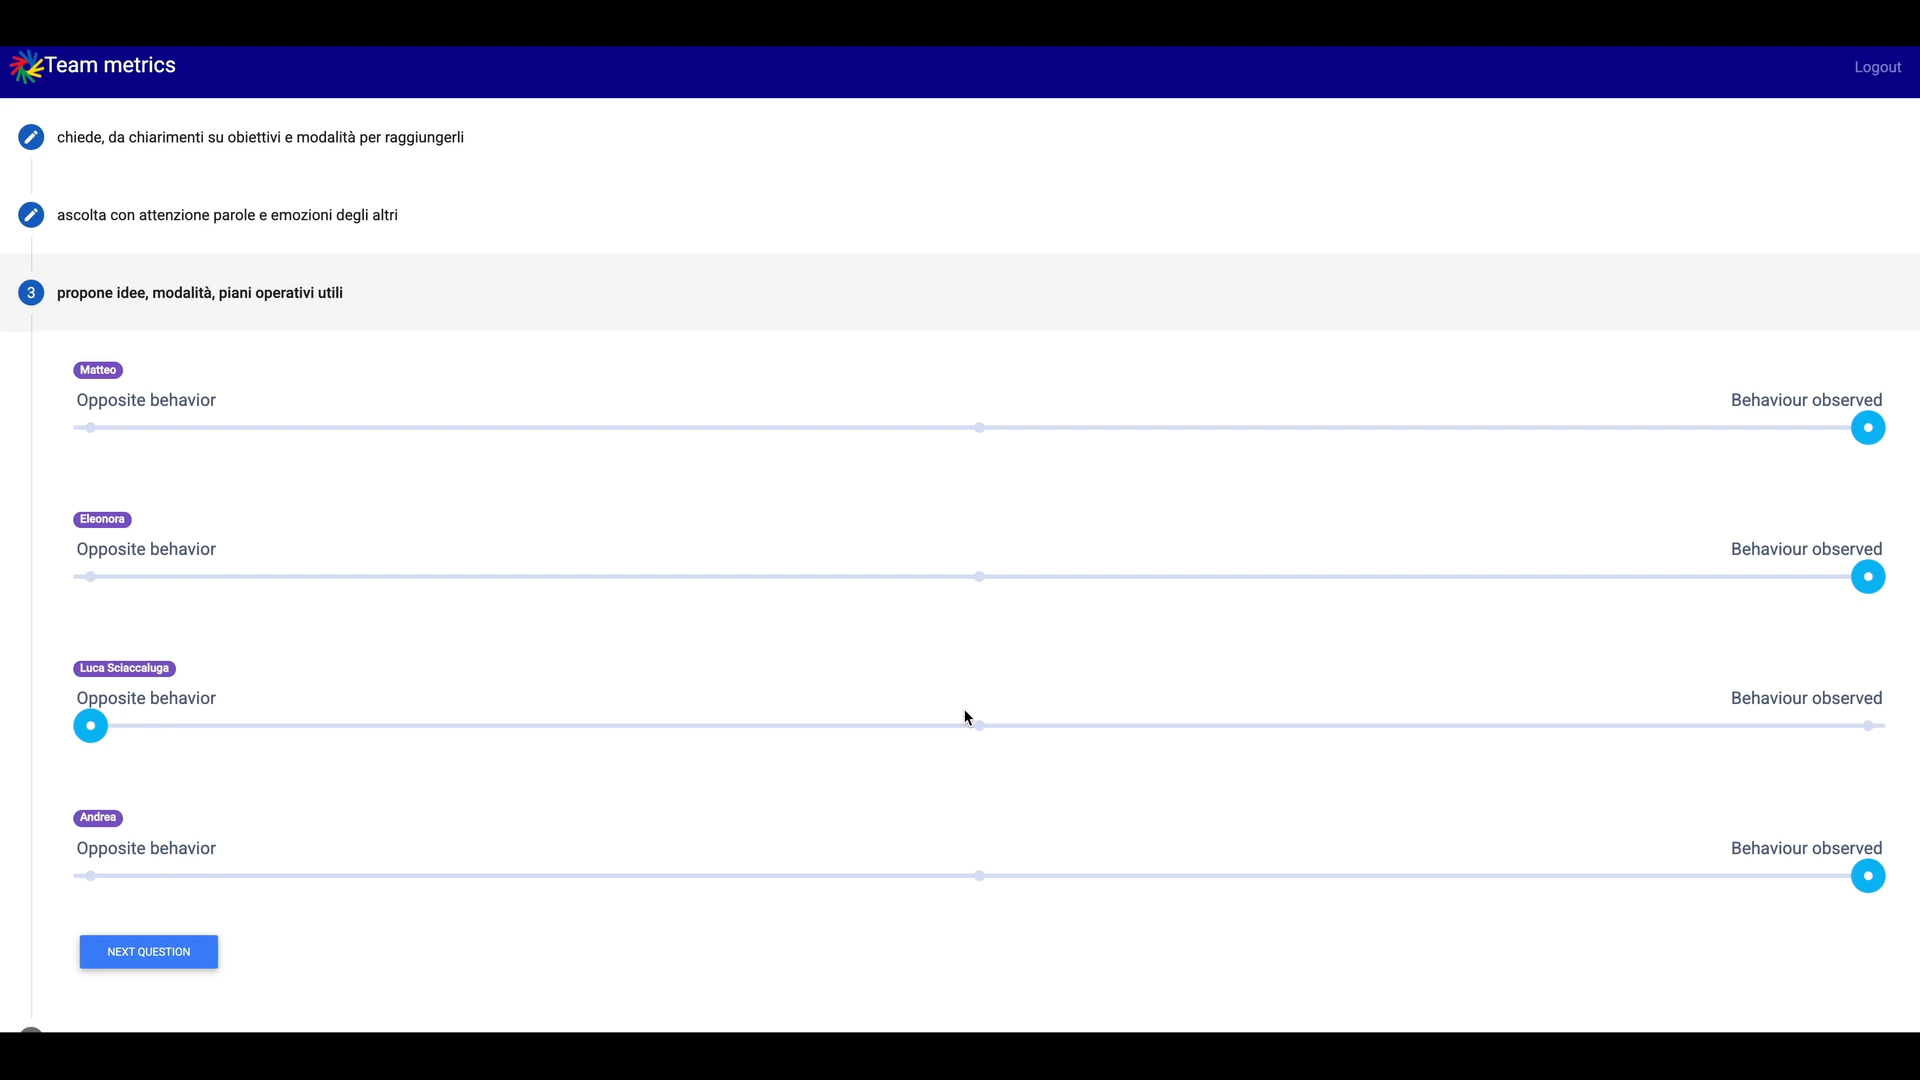 Team metrics
Logout
chiede, da chiarimenti su obiettivi e modalità per raggiungerli
ascolta con attenzione parole e emozioni degli altri
3 propone idee, modalità, piani operativi utili
Matteo
Opposite behavior Behaviour observed
Eleonora
Opposite behavior Behaviour observed
Luca Sciaccaluga
Opposite behavior Behaviour observed
Andrea
Opposite behavior Behaviour observed
NEXT QUESTION